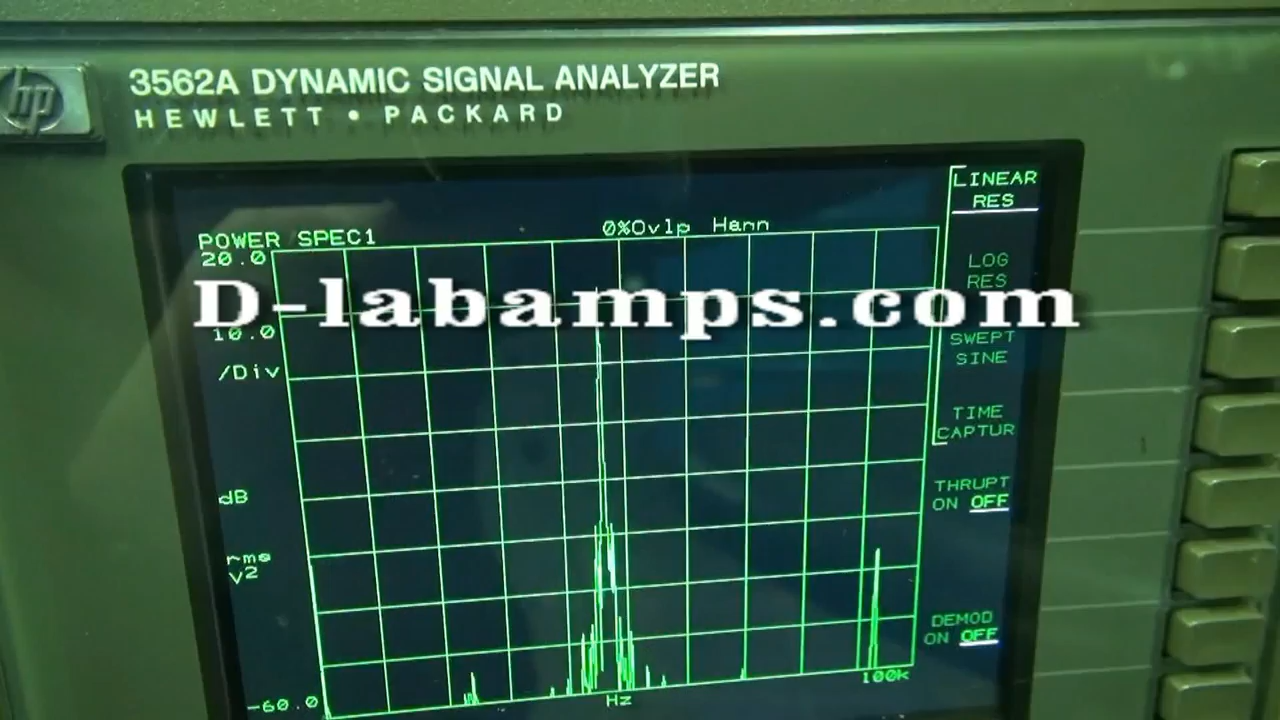 hp
3562A DYNAMIC SIGNAL ANALYZER
HEWLETT • PACKARD
LINEAR
RES
0%Ovlp Hann
POWER SPEC1
20.0
LOG
RES
D-labamps.com
10.0
/Div
SWEPT
SINE
TIME
CAPTUR
dB
THRUPT
ON OFF
rms
V2
DEMOD
ON OFF
-60.0
Hz
100k